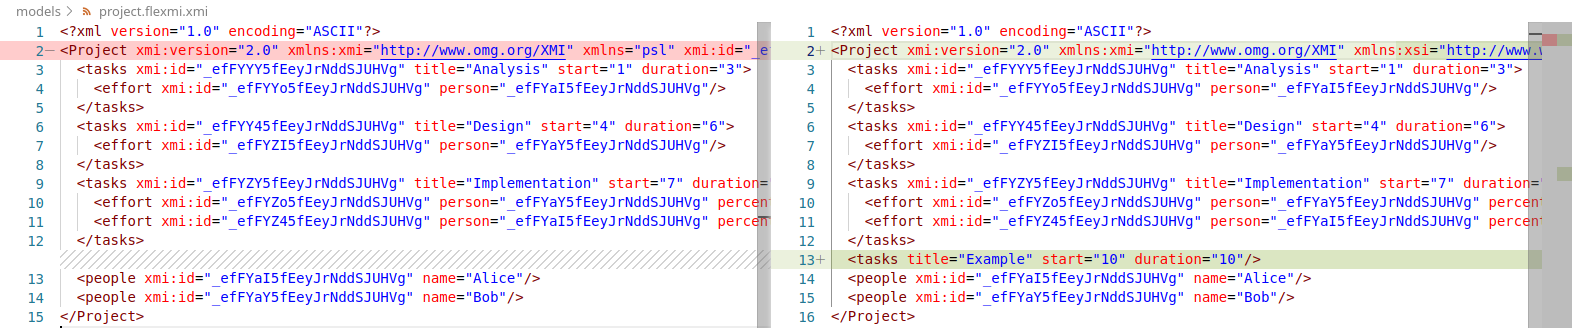 models > project.flexmi.xmi
1 <?xml version="1.0" encoding="ASCII"?>
2− <Project xmi:version="2.0" xmlns:xmi="http://www.omg.org/XMI" xmlns="psl" xmi:id="_e
3 <tasks xmi:id="_efFYYY5fEeyJrNddSJUHVg" title="Analysis" start="1" duration="3">
4 <effort xmi:id="_efFYYo5fEeyJrNddSJUHVg" person="_efFYaI5fEeyJrNddSJUHVg"/>
5 </tasks>
6 <tasks xmi:id="_efFYY45fEeyJrNddSJUHVg" title="Design" start="4" duration="6">
7 <effort xmi:id="_efFYZI5fEeyJrNddSJUHVg" person="_efFYaY5fEeyJrNddSJUHVg"/>
8 </tasks>
9 <tasks xmi:id="_efFYZY5fEeyJrNddSJUHVg" title="Implementation" start="7" duration=
10 <effort xmi:id="_efFYZo5fEeyJrNddSJUHVg" person="_efFYaY5fEeyJrNddSJUHVg" percent
11 <effort xmi:id="_efFYZ45fEeyJrNddSJUHVg" person="_efFYaI5fEeyJrNddSJUHVg" percent
12 </tasks>
13 <people xmi:id="_efFYaI5fEeyJrNddSJUHVg" name="Alice"/>
14 <people xmi:id="_efFYaY5fEeyJrNddSJUHVg" name="Bob"/>
15 </Project>
1 <?xml version="1.0" encoding="ASCII"?>
2+ <Project xmi:version="2.0" xmlns:xmi="http://www.omg.org/XMI" xmlns:xsi="http://www.w
3 <tasks xmi:id="_efFYYY5fEeyJrNddSJUHVg" title="Analysis" start="1" duration="3">
4 <effort xmi:id="_efFYYo5fEeyJrNddSJUHVg" person="_efFYaI5fEeyJrNddSJUHVg"/>
5 </tasks>
6 <tasks xmi:id="_efFYY45fEeyJrNddSJUHVg" title="Design" start="4" duration="6">
7 <effort xmi:id="_efFYZI5fEeyJrNddSJUHVg" person="_efFYaY5fEeyJrNddSJUHVg"/>
8 </tasks>
9 <tasks xmi:id="_efFYZY5fEeyJrNddSJUHVg" title="Implementation" start="7" duration=
10 <effort xmi:id="_efFYZo5fEeyJrNddSJUHVg" person="_efFYaY5fEeyJrNddSJUHVg" percen
11 <effort xmi:id="_efFYZ45fEeyJrNddSJUHVg" person="_efFYaI5fEeyJrNddSJUHVg" percen
12 </tasks>
13+ <tasks title="Example" start="10" duration="10"/>
14 <people xmi:id="_efFYaI5fEeyJrNddSJUHVg" name="Alice"/>
15 <people xmi:id="_efFYaY5fEeyJrNddSJUHVg" name="Bob"/>
16 </Project>